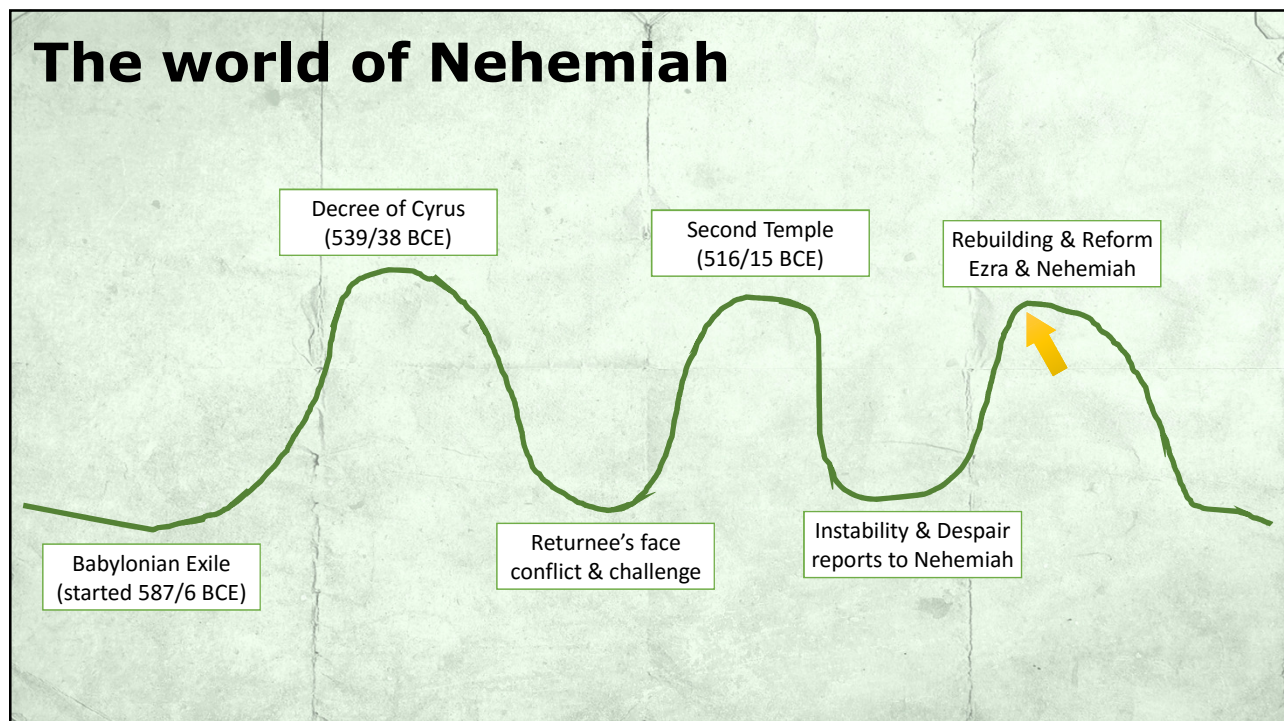 The world of Nehemiah
Decree of Cyrus
(539/38 BCE)
Second Temple
(516/15 BCE)
Rebuilding & Reform
Ezra & Nehemiah
Babylonian Exile
(started 587/6 BCE)
Returnee’s face
conflict & challenge
Instability & Despair
reports to Nehemiah